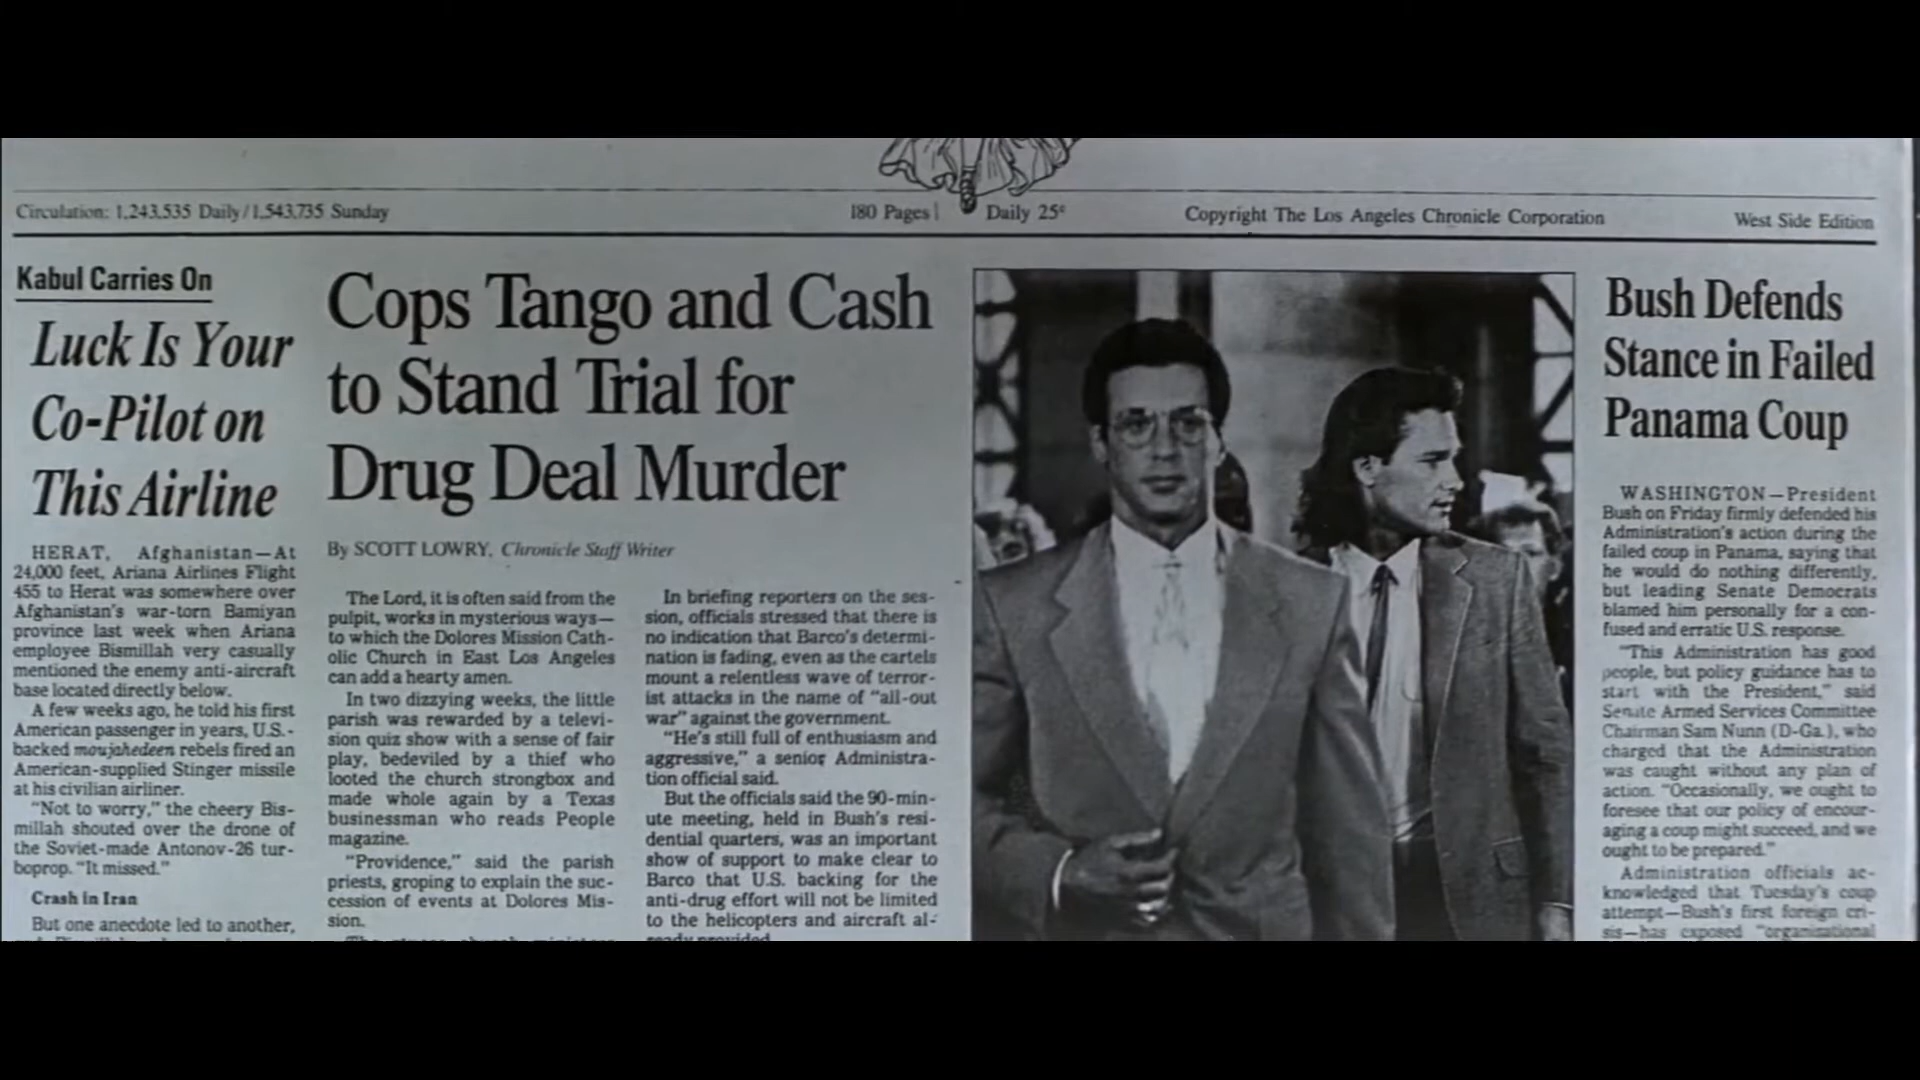 Circulation: 1,243,535 Daily/1,543,735 Sunday
180 Pages
Daily 25¢
Copyright The Los Angeles Chronicle Corporation
West Side Edition
Kabul Carries On
Luck Is Your
Co-Pilot on
This Airline
HERAT, Afghanistan—At
24,000 feet, Ariana Airlines Flight
455 to Herat was somewhere over
Afghanistan's war-torn Bamiyan
province last week when Ariana
employee Bismillah very casually
mentioned the enemy anti-aircraft
base located directly below.
A few weeks ago, he told his first
American passenger in years, U.S.-
backed moujahedeen rebels fired an
American-supplied Stinger missile
at his civilian airliner.
"Not to worry," the cheery Bis-
millah shouted over the drone of
the Soviet-made Antonov-26 tur-
boprop. "It missed."
Crash in Iran
But one anecdote led to another,
Cops Tango and Cash
to Stand Trial for
Drug Deal Murder
By SCOTT LOWRY, Chronicle Staff Writer
The Lord, it is often said from the
pulpit, works in mysterious ways—
to which the Dolores Mission Cath-
olic Church in East Los Angeles
can add a hearty amen.
In two dizzying weeks, the little
parish was rewarded by a televi-
sion quiz show with a sense of fair
play, bedeviled by a thief who
looted the church strongbox and
made whole again by a Texas
businessman who reads People
magazine.
"Providence," said the parish
priests, groping to explain the suc-
cession of events at Dolores Mis-
sion.
In briefing reporters on the ses-
sion, officials stressed that there is
no indication that Barco's determi-
nation is fading, even as the cartels
mount a relentless wave of terror-
ist attacks in the name of "all-out
war" against the government.
"He's still full of enthusiasm and
aggressive," a senior Administra-
tion official said.
But the officials said the 90-min-
ute meeting, held in Bush's resi-
dential quarters, was an important
show of support to make clear to
Barco that U.S. backing for the
anti-drug effort will not be limited
to the helicopters and aircraft al-
ready provided.
Bush Defends
Stance in Failed
Panama Coup
WASHINGTON—President
Bush on Friday firmly defended his
Administration's action during the
failed coup in Panama, saying that
he would do nothing differently,
but leading Senate Democrats
blamed him personally for a con-
fused and erratic U.S. response.
"This Administration has good
people, but policy guidance has to
start with the President," said
Senate Armed Services Committee
Chairman Sam Nunn (D-Ga.), who
charged that the Administration
was caught without any plan of
action. "Occasionally, we ought to
foresee that our policy of encour-
aging a coup might succeed, and we
ought to be prepared."
Administration officials ac-
knowledged that Tuesday's coup
attempt—Bush's first foreign cri-
sis—has exposed "organizational